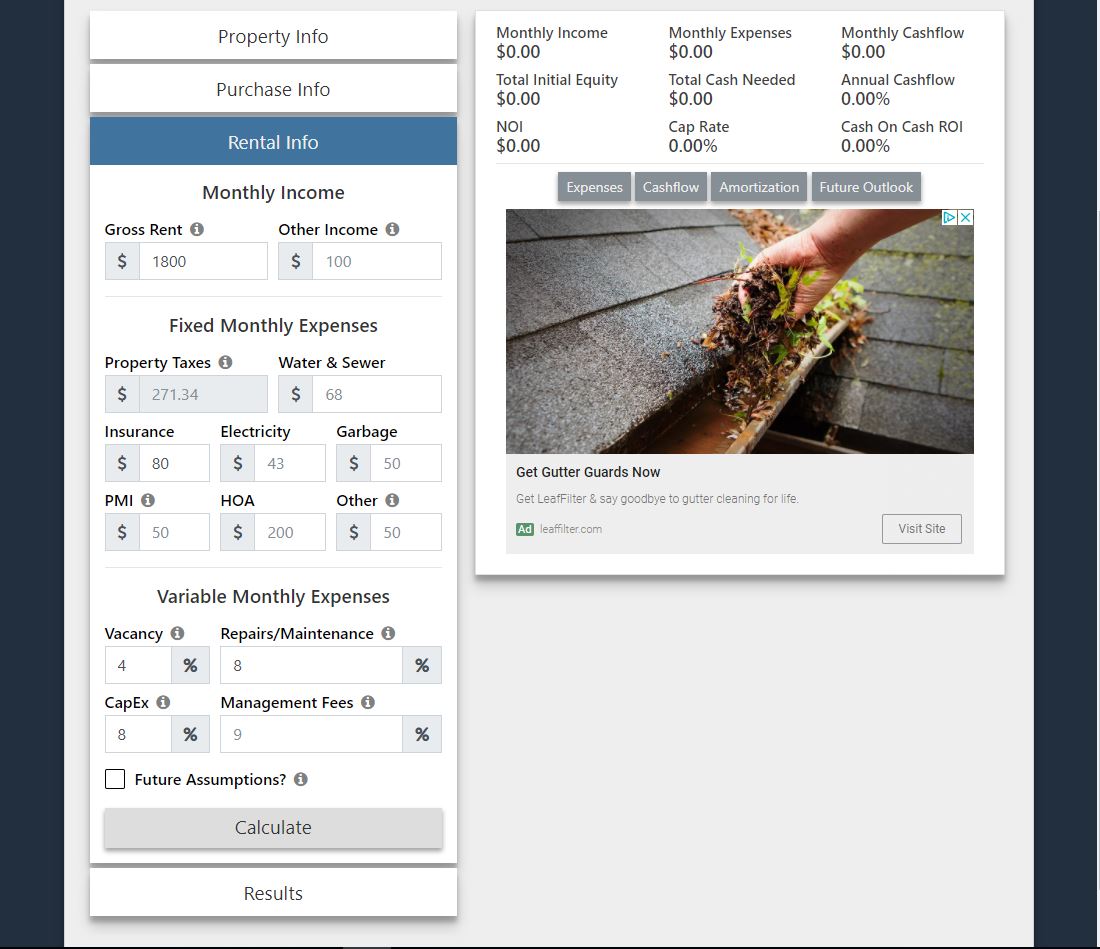 Property Info
Purchase Info
Rental Info
Monthly Income
Gross Rent Other Income
$ 1800 $ 100
Fixed Monthly Expenses
Property Taxes Water & Sewer
$ 271.34 $ 68
Insurance Electricity Garbage
$ 80 $ 43 $ 50
PMI HOA Other
$ 50 $ 200 $ 50
Variable Monthly Expenses
Vacancy Repairs/Maintenance
4 % 8 %
CapEx Management Fees
8 % 9 %
Future Assumptions?
Calculate
Results
Monthly Income Monthly Expenses Monthly Cashflow
$0.00 $0.00 $0.00
Total Initial Equity Total Cash Needed Annual Cashflow
$0.00 $0.00 0.00%
NOI Cap Rate Cash On Cash ROI
$0.00 0.00% 0.00%
Expenses Cashflow Amortization Future Outlook
Get Gutter Guards Now
Get LeafFilter & say goodbye to gutter cleaning for life.
Ad leaffilter.com Visit Site